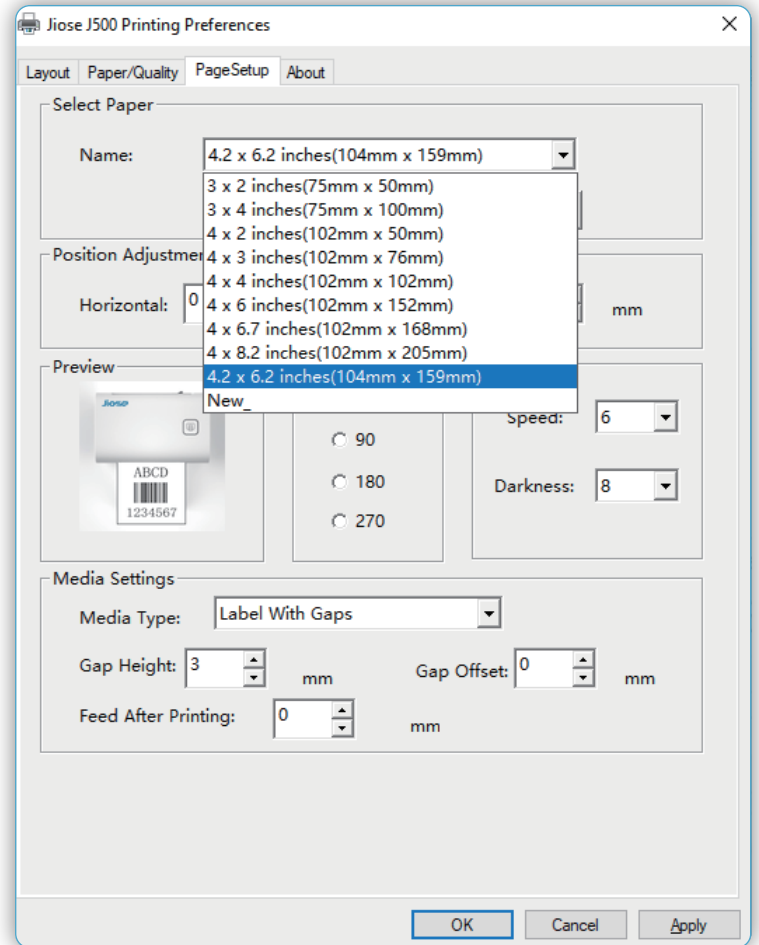 Jiose J500 Printing Preferences
Layout Paper/Quality PageSetup About
Select Paper
Name: 4.2 x 6.2 inches(104mm x 159mm)
3 x 2 inches(75mm x 50mm)
3 x 4 inches(75mm x 100mm)
4 x 2 inches(102mm x 50mm)
4 x 3 inches(102mm x 76mm)
4 x 4 inches(102mm x 102mm)
4 x 6 inches(102mm x 152mm)
4 x 6.7 inches(102mm x 168mm)
4 x 8.2 inches(102mm x 205mm)
4.2 x 6.2 inches(104mm x 159mm)
New_
Position Adjustme
Horizontal: 0 mm
Preview
Jiose
ABCD
1234567
90
180
270
Speed: 6
Darkness: 8
Media Settings
Media Type: Label With Gaps
Gap Height: 3 mm Gap Offset: 0 mm
Feed After Printing: 0 mm
OK Cancel Apply